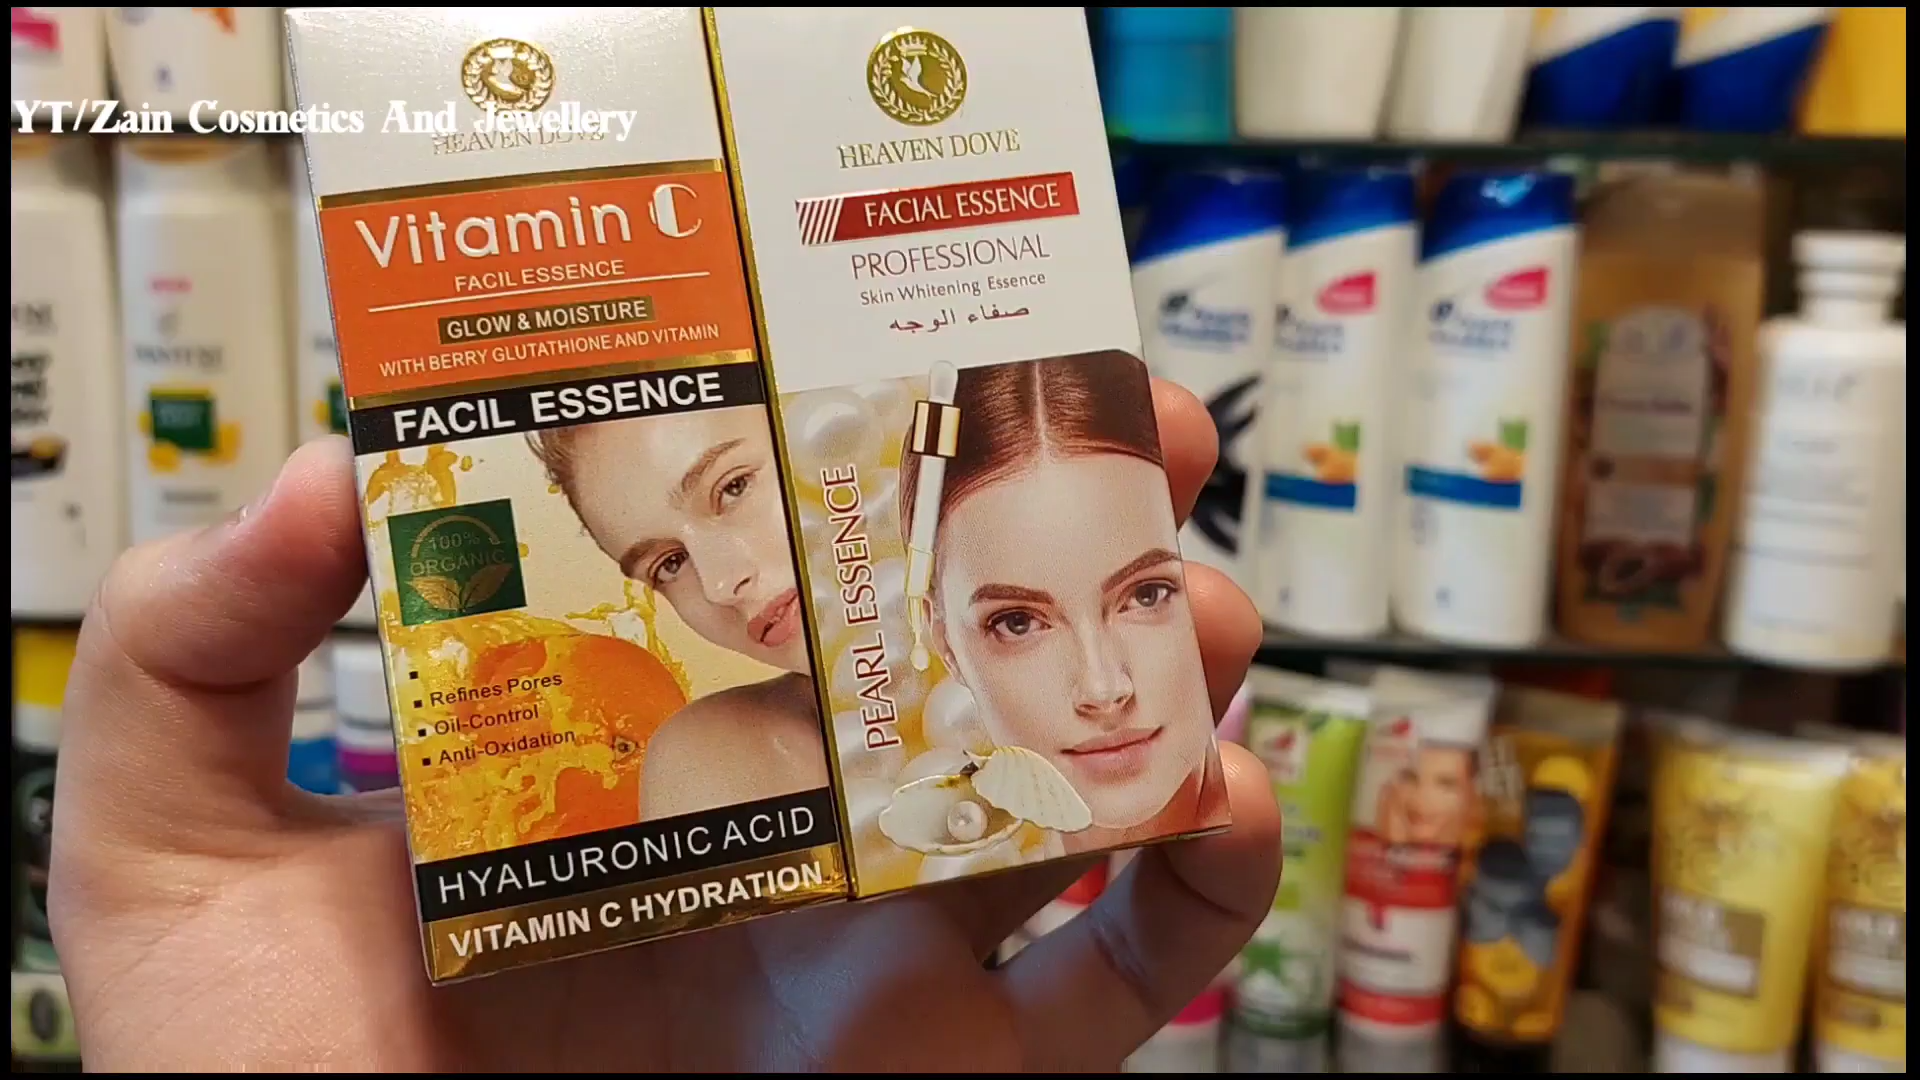 YT/Zain Cosmetics And Jewellery
HEAVEN DOVE
Vitamin C
FACIL ESSENCE
GLOW & MOISTURE
WITH BERRY GLUTATHIONE AND VITAMIN
FACIL ESSENCE
100%
ORGANIC
Refines Pores
Oil-Control
Anti-Oxidation
HYALURONIC ACID
VITAMIN C HYDRATION
HEAVEN DOVE
FACIAL ESSENCE
PROFESSIONAL
Skin Whitening Essence
صفاء الوجه
PEARL ESSENCE
PANTENE